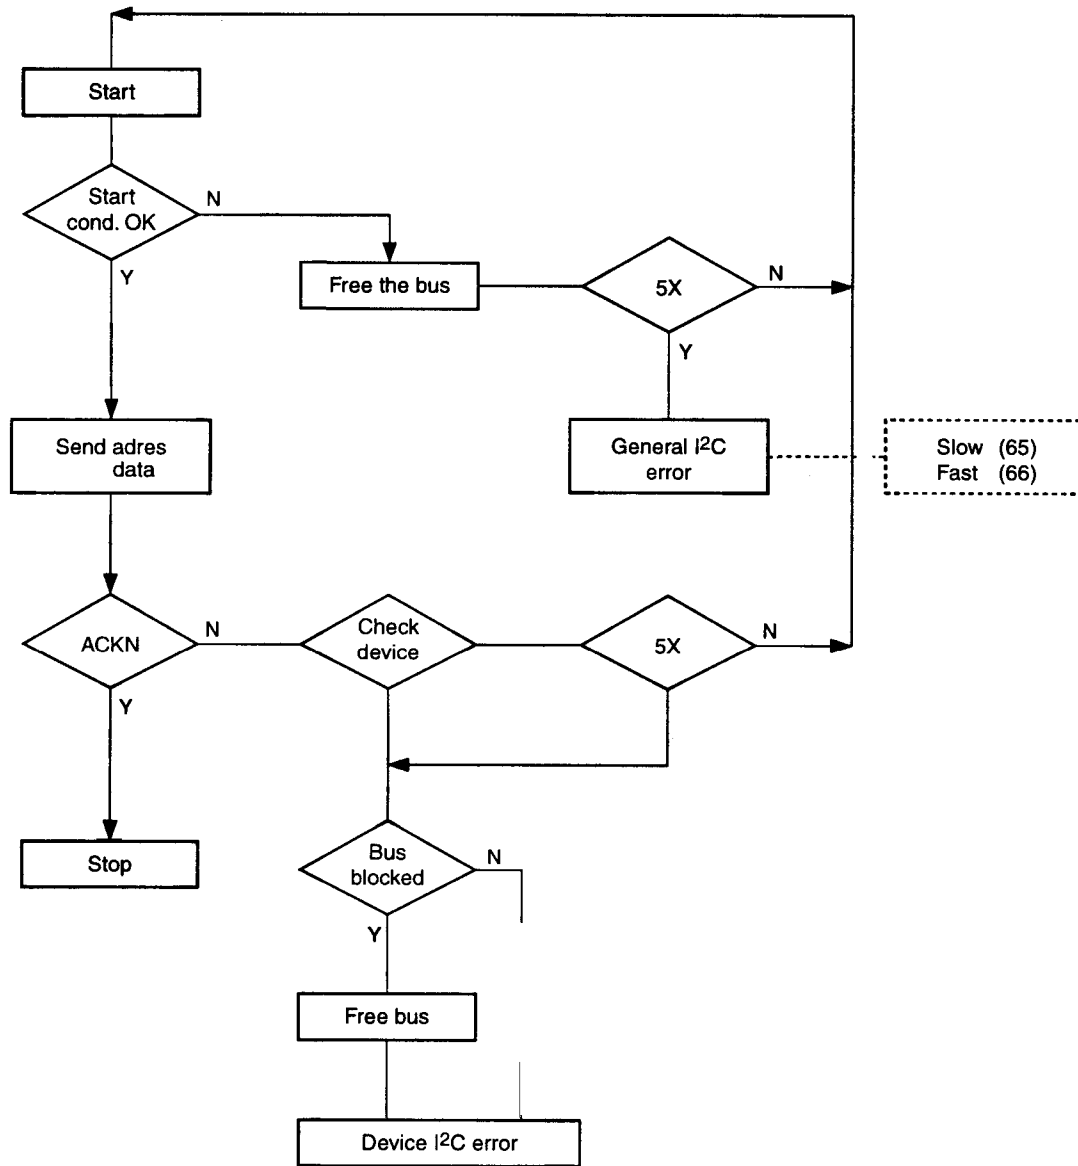 Start
Start
cond. OK
N
Y
Free the bus
5X
N
Y
Send adres
data
General I²C
error
Slow (65)
Fast (66)
ACKN
N
Y
Check
device
5X
N
Stop
Bus
blocked
N
Y
Free bus
Device I²C error